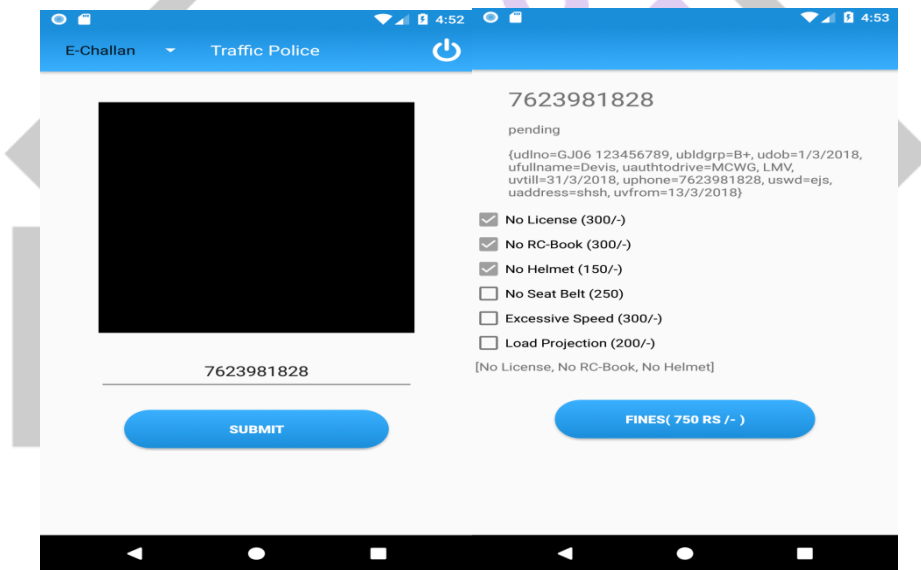 4:52
E-Challan Traffic Police
7623981828
SUBMIT
4:53
7623981828
pending
{udlno=GJ06 123456789, ubldgrp=B+, udob=1/3/2018,
ufullname=Devis, uauthtodrive=MCWG, LMV,
uvtill=31/3/2018, uphone=7623981828, uswd=ejs,
uaddress=shsh, uvfrom=13/3/2018}
No License (300/-)
No RC-Book (300/-)
No Helmet (150/-)
No Seat Belt (250)
Excessive Speed (300/-)
Load Projection (200/-)
[No License, No RC-Book, No Helmet]
FINES( 750 RS /- )